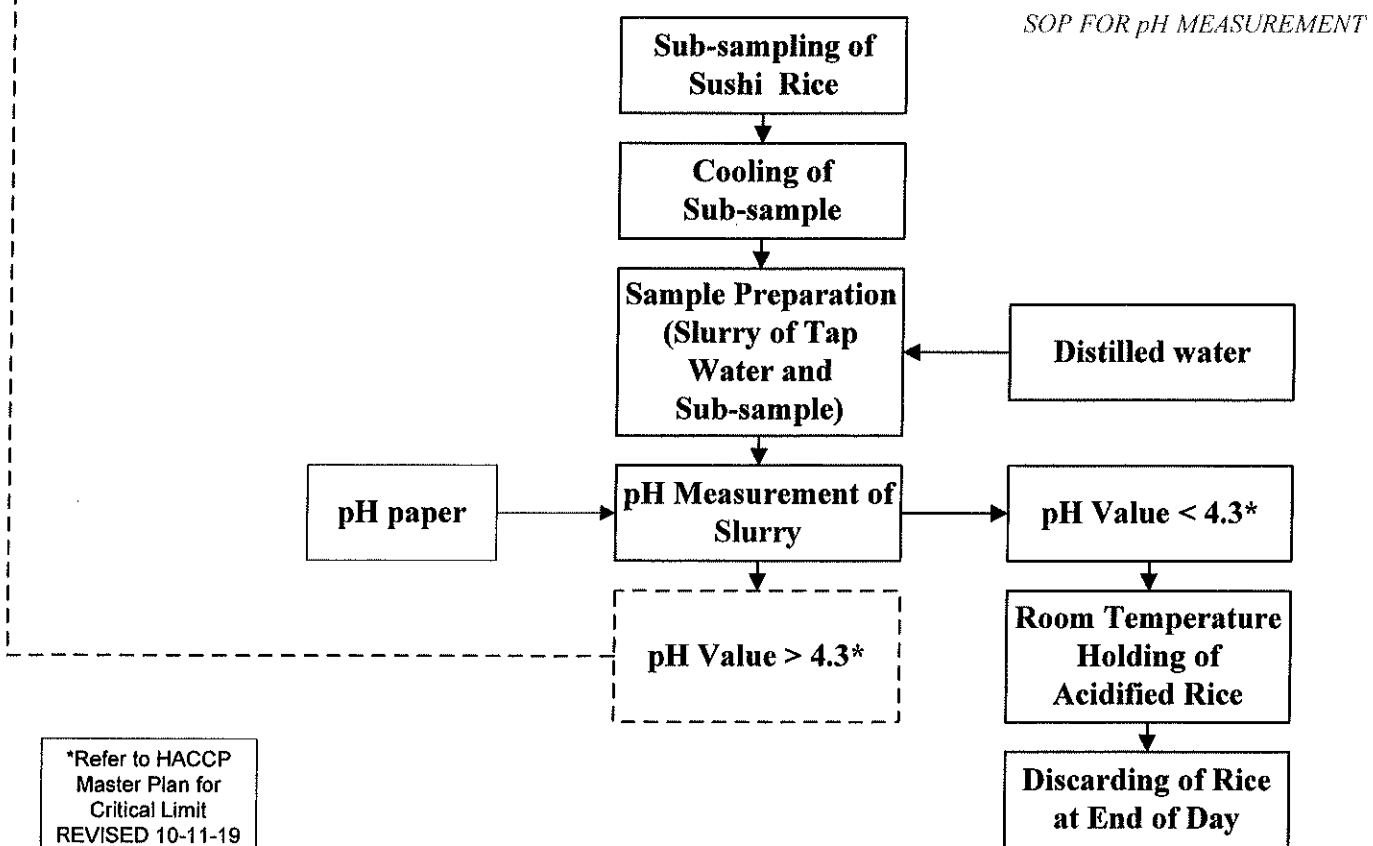 SOP FOR pH MEASUREMENT
Sub-sampling of
Sushi Rice
Cooling of
Sub-sample
Sample Preparation
(Slurry of Tap
Water and
Sub-sample)
Distilled water
pH paper
pH Measurement of
Slurry
pH Value < 4.3*
pH Value > 4.3*
Room Temperature
Holding of
Acidified Rice
Discarding of Rice
at End of Day
*Refer to HACCP
Master Plan for
Critical Limit
REVISED 10-11-19